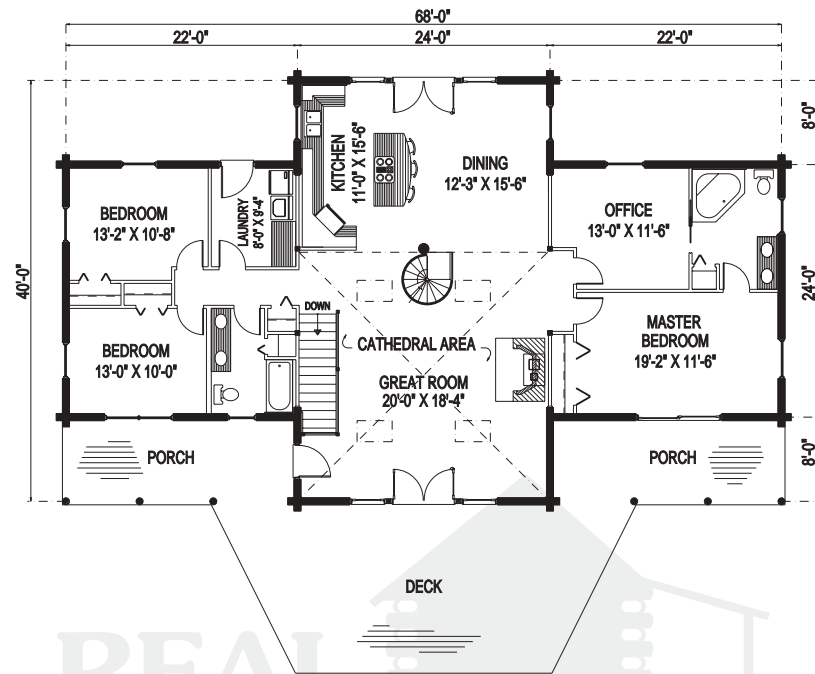 68'-0"
22'-0"
24'-0"
22'-0"
8'-0"
40'-0"
24'-0"
8'-0"
KITCHEN
11'-0" X 15'-6"
DINING
12'-3" X 15'-6"
BEDROOM
13'-2" X 10'-8"
LAUNDRY
8'-0" X 9'-4"
OFFICE
13'-0" X 11'-6"
DOWN
BEDROOM
13'-0" X 10'-0"
CATHEDRAL AREA
GREAT ROOM
20'-0" X 18'-4"
MASTER
BEDROOM
19'-2" X 11'-6"
PORCH
PORCH
DECK
REAL